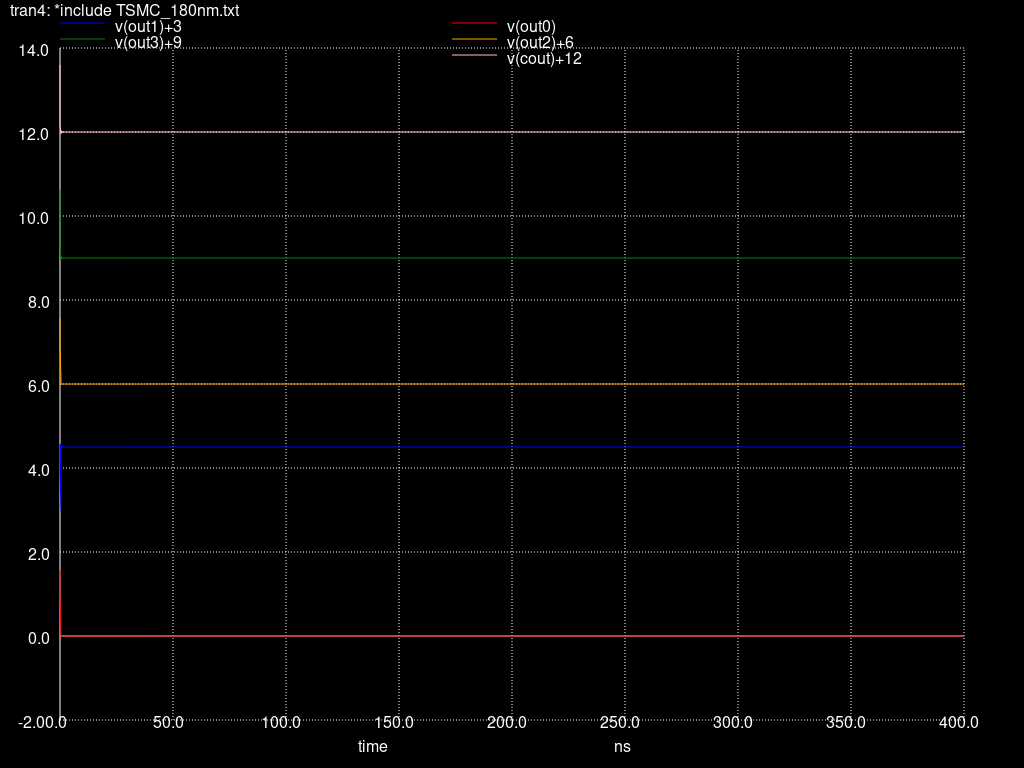 tran4: *include TSMC_180nm.txt
v(out1)+3 v(out0)
v(out3)+9 v(out2)+6
v(cout)+12
14.0
12.0
10.0
8.0
6.0
4.0
2.0
0.0
-2.0 0.0 50.0 100.0 150.0 200.0 250.0 300.0 350.0 400.0
time ns